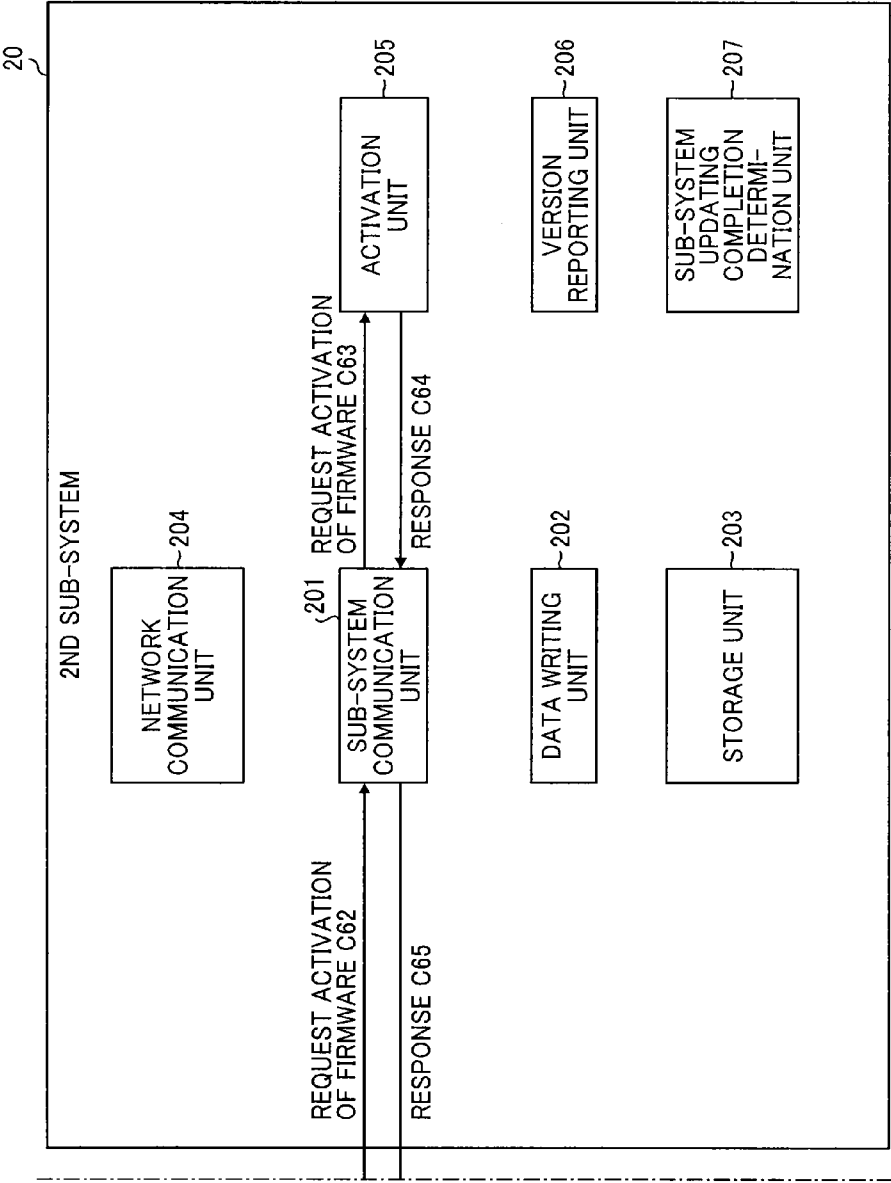 20
2ND SUB-SYSTEM
NETWORK
COMMUNICATION
UNIT
204
REQUEST ACTIVATION
OF FIRMWARE C62
RESPONSE C65
201
SUB-SYSTEM
COMMUNICATION
UNIT
REQUEST ACTIVATION
OF FIRMWARE C63
RESPONSE C64
ACTIVATION
UNIT
205
DATA WRITING
UNIT
202
VERSION
REPORTING UNIT
206
STORAGE UNIT
203
SUB-SYSTEM
UPDATING
COMPLETION
DETERMI-
NATION UNIT
207